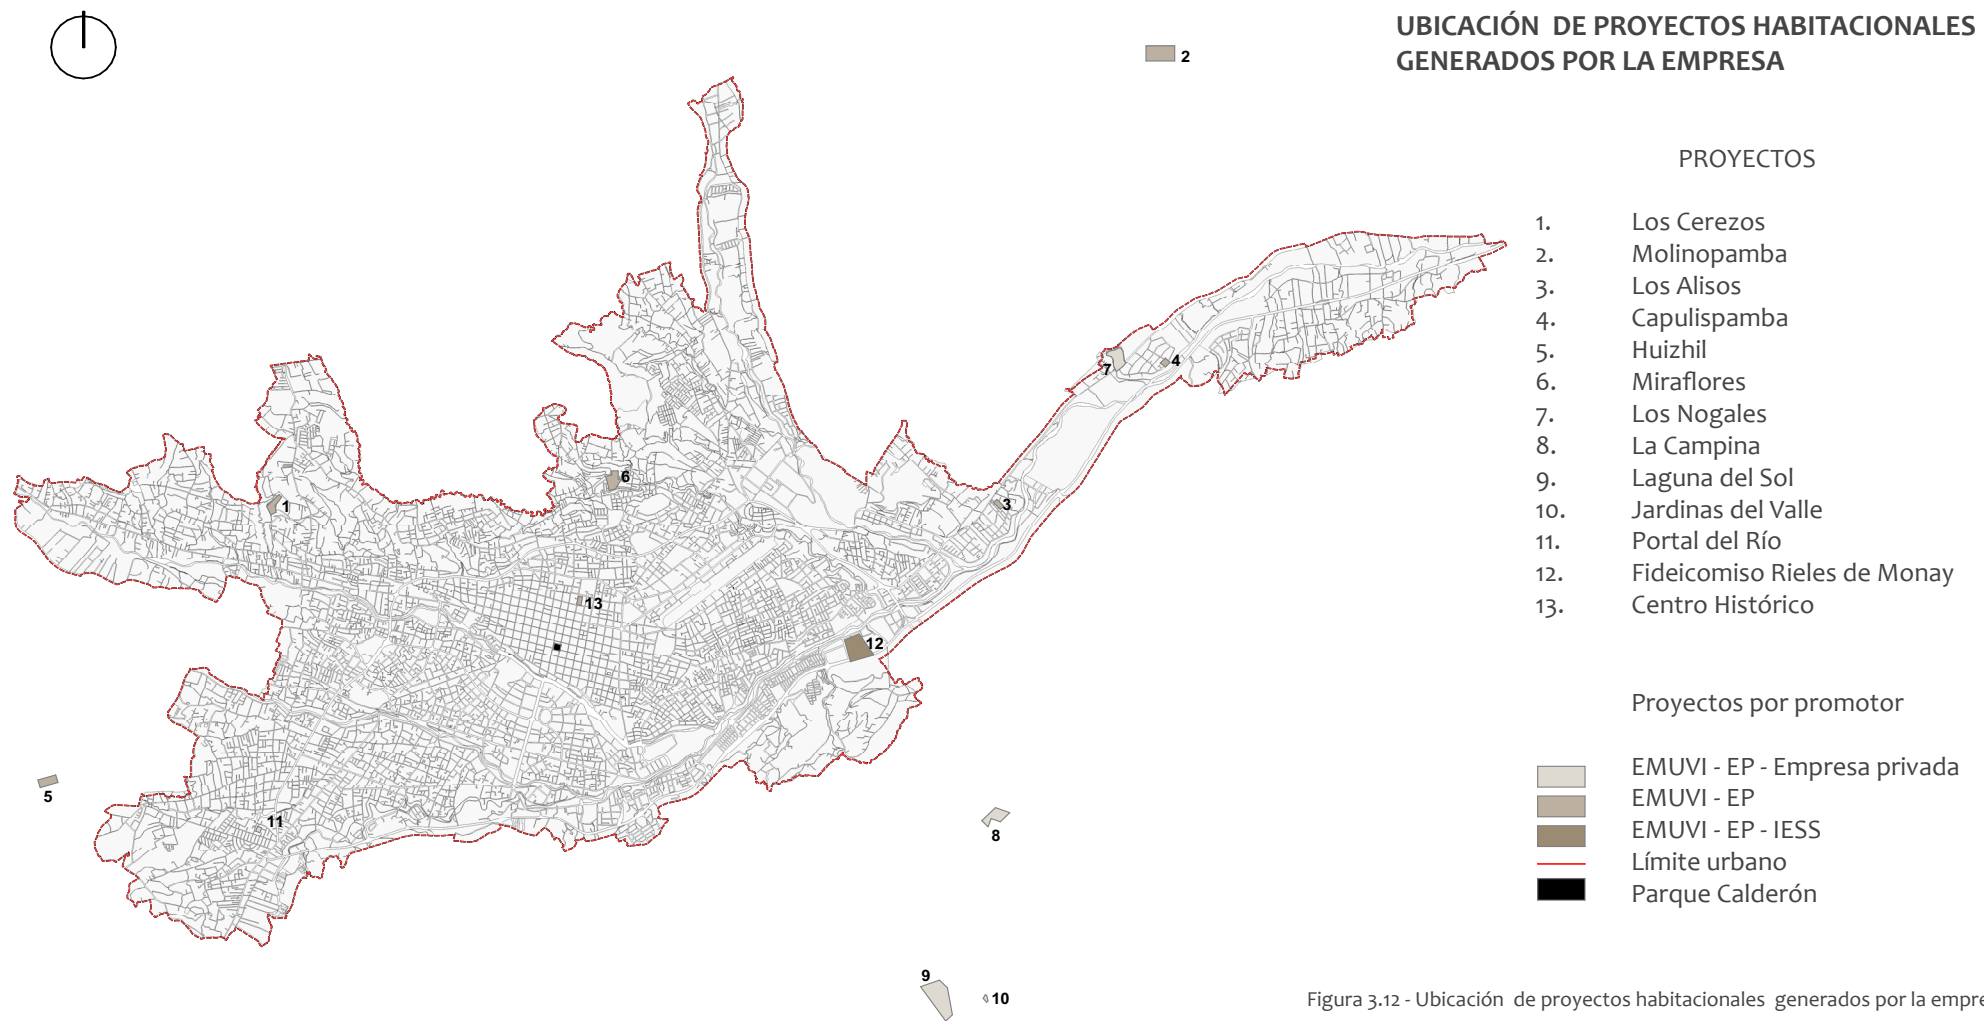 UBICACIÓN DE PROYECTOS HABITACIONALES
GENERADOS POR LA EMPRESA
PROYECTOS
1. Los Cerezos
2. Molinopamba
3. Los Alisos
4. Capulispamba
5. Huizhil
6. Miraflores
7. Los Nogales
8. La Campina
9. Laguna del Sol
10. Jardinas del Valle
11. Portal del Río
12. Fideicomiso Rieles de Monay
13. Centro Histórico
Proyectos por promotor
EMUVI - EP - Empresa privada
EMUVI - EP
EMUVI - EP - IESS
Límite urbano
Parque Calderón
2
7
4
6
1
3
13
12
5
11
8
9
10
Figura 3.12 - Ubicación de proyectos habitacionales generados por la empre